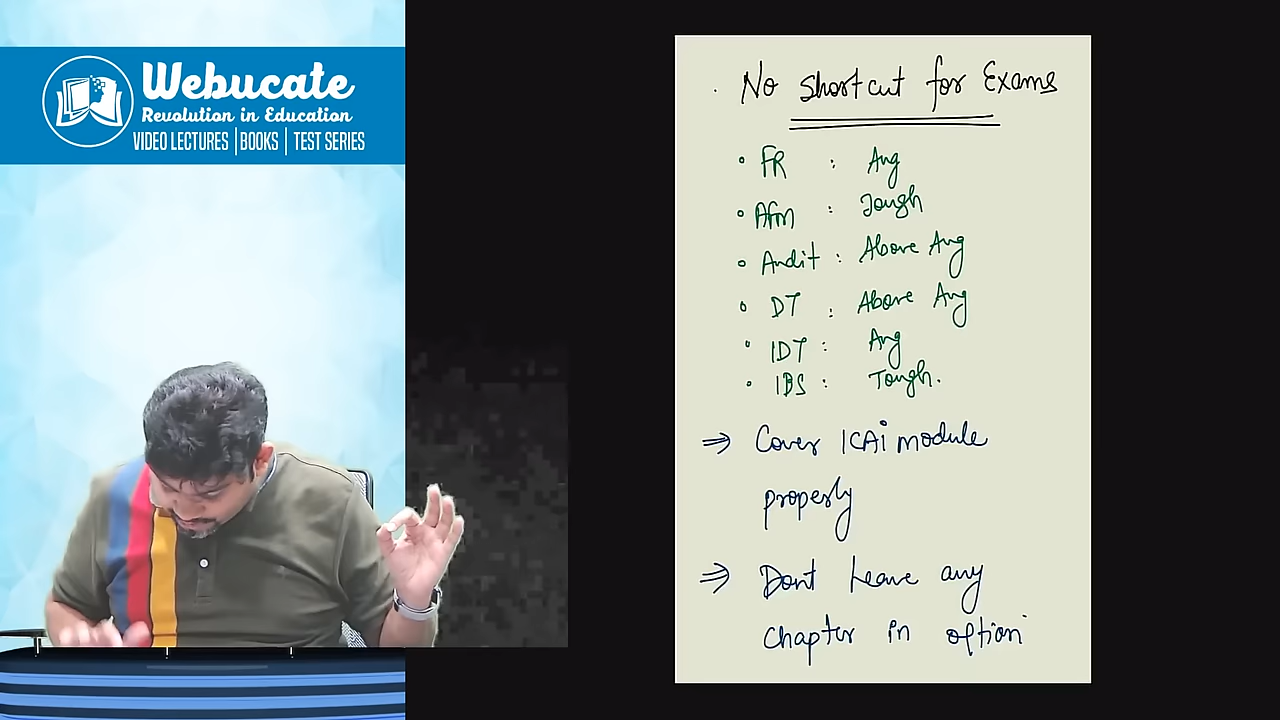 Webucate
Revolution in Education
VIDEO LECTURES | BOOKS | TEST SERIES
No Shortcut for Exams
• FR : Avg
• Afm : Tough
• Audit : Above Avg
• DT : Above Avg
• IDT : Avg
• IBS : Tough.
⇒ Cover ICAi module
properly
⇒ Dont Leave any
chapter in option